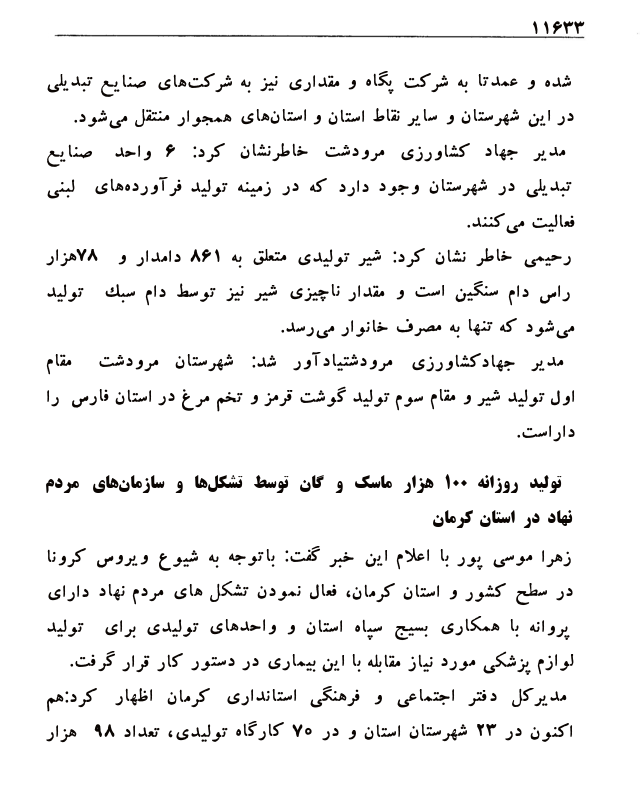 ۱۱۶۳۳
شده و عمدتا به شرکت پگاه و مقداری نیز به شرکت‌های صنایع تبدیلی
در این شهرستان و سایر نقاط استان و استان‌های همجوار منتقل می‌شود.
مدیر جهاد کشاورزی مرودشت خاطرنشان کرد: ۶ واحد صنایع
تبدیلی در شهرستان وجود دارد که در زمینه تولید فرآورده‌های لبنی
فعالیت می‌کنند.
رحیمی خاطر نشان کرد: شیر تولیدی متعلق به ۸۶۱ دامدار و ۷۸هزار
راس دام سنگین است و مقدار ناچیزی شیر نیز توسط دام سبك تولید
می‌شود که تنها به مصرف خانوار می‌رسد.
مدیر جهادکشاورزی مرودشتیادآور شد: شهرستان مرودشت مقام
اول تولید شیر و مقام سوم تولید گوشت قرمز و تخم مرغ در استان فارس را
داراست.
تولید روزانه ۱۰۰ هزار ماسک و گان توسط تشکل‌ها و سازمان‌های مردم
نهاد در استان کرمان
زهرا موسی پور با اعلام این خبر گفت: باتوجه به شیوع ویروس کرونا
در سطح کشور و استان کرمان، فعال نمودن تشکل های مردم نهاد دارای
پروانه با همکاری بسیج سپاه استان و واحدهای تولیدی برای تولید
لوازم پزشکی مورد نیاز مقابله با این بیماری در دستور کار قرار گرفت.
مدیرکل دفتر اجتماعی و فرهنگی استانداری کرمان اظهار کرد:هم
اکنون در ۲۳ شهرستان استان و در ۷۰ کارگاه تولیدی، تعداد ۹۸ هزار